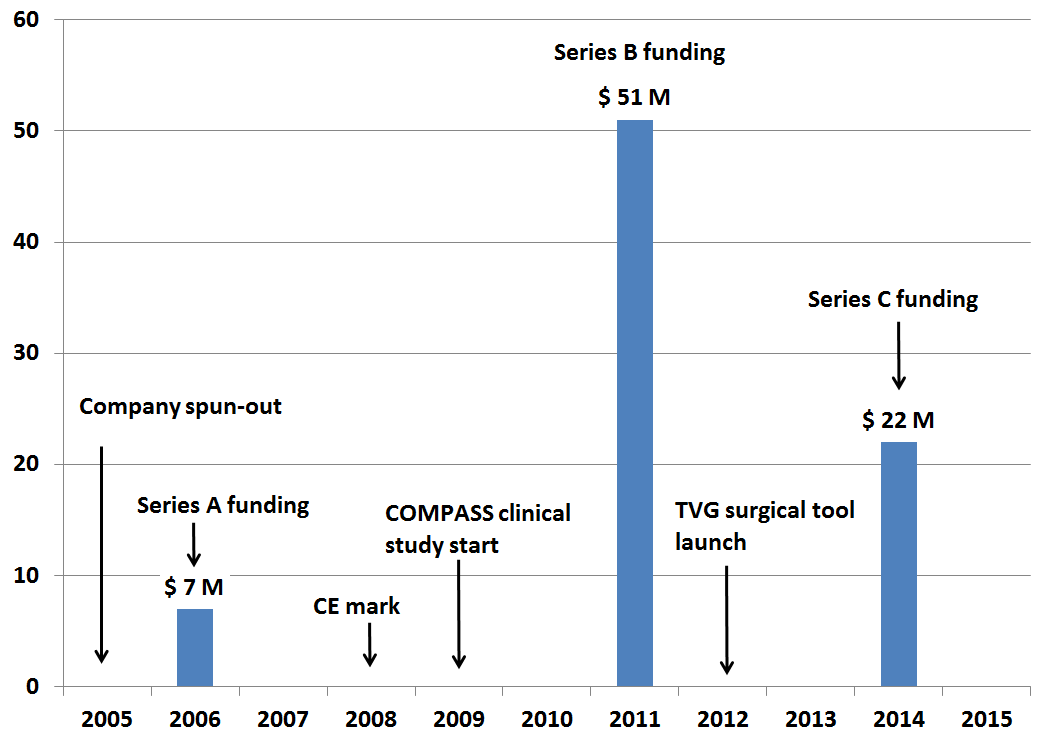 60
Series B funding
$ 51 M
50
40
Series C funding
30
Company spun-out
$ 22 M
20
Series A funding
COMPASS clinical
study start
TVG surgical tool
launch
10
$ 7 M
CE mark
0
2005 2006 2007 2008 2009 2010 2011 2012 2013 2014 2015